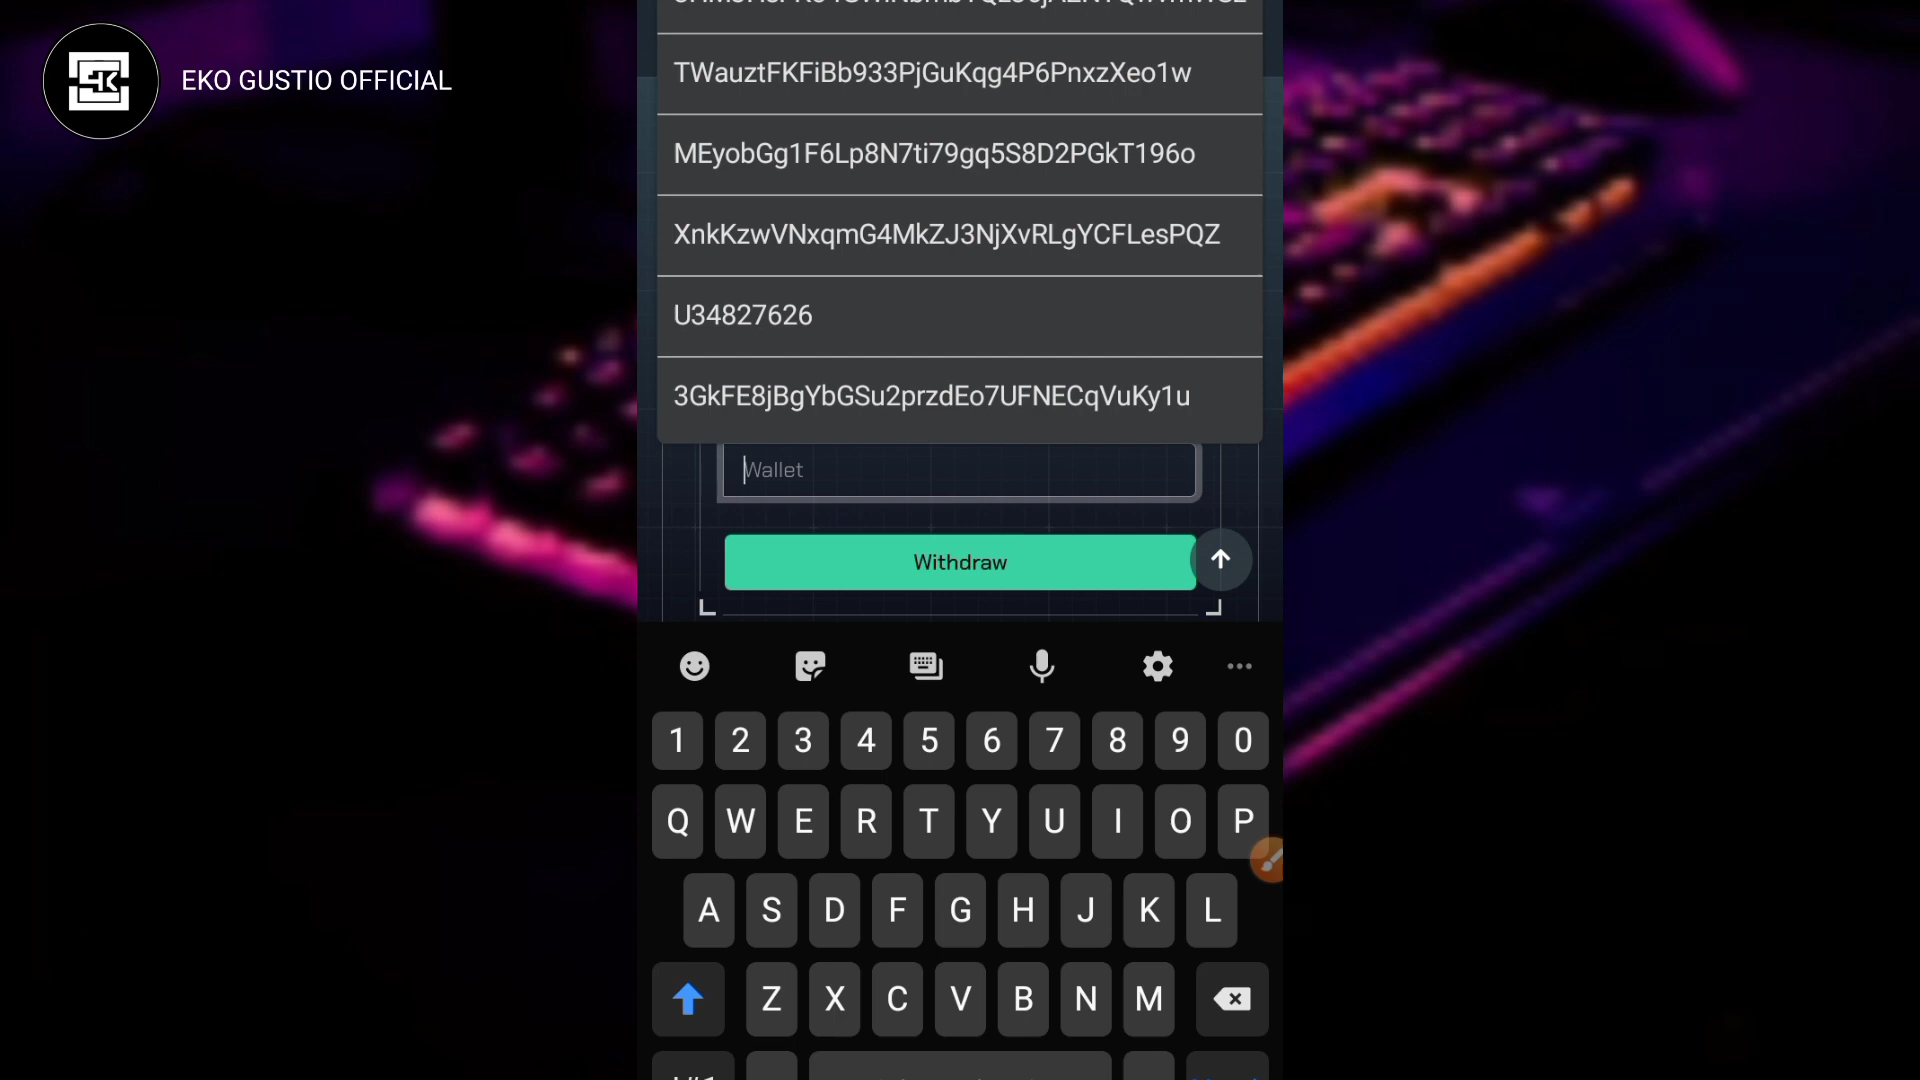 EKO GUSTIO OFFICIAL
TWauztFKFiBb933PjGuKqg4P6PnxzXeo1w
MEyobGg1F6Lp8N7ti79gq5S8D2PGkT196o
XnkKzwVNxqmG4MkZJ3NjXvRLgYCFLesPQZ
U34827626
3GkFE8jBgYbGSu2przdEo7UFNECqVuKy1u
Wallet
Withdraw
1 2 3 4 5 6 7 8 9 0
Q W E R T Y U I O P
A S D F G H J K L
Z X C V B N M